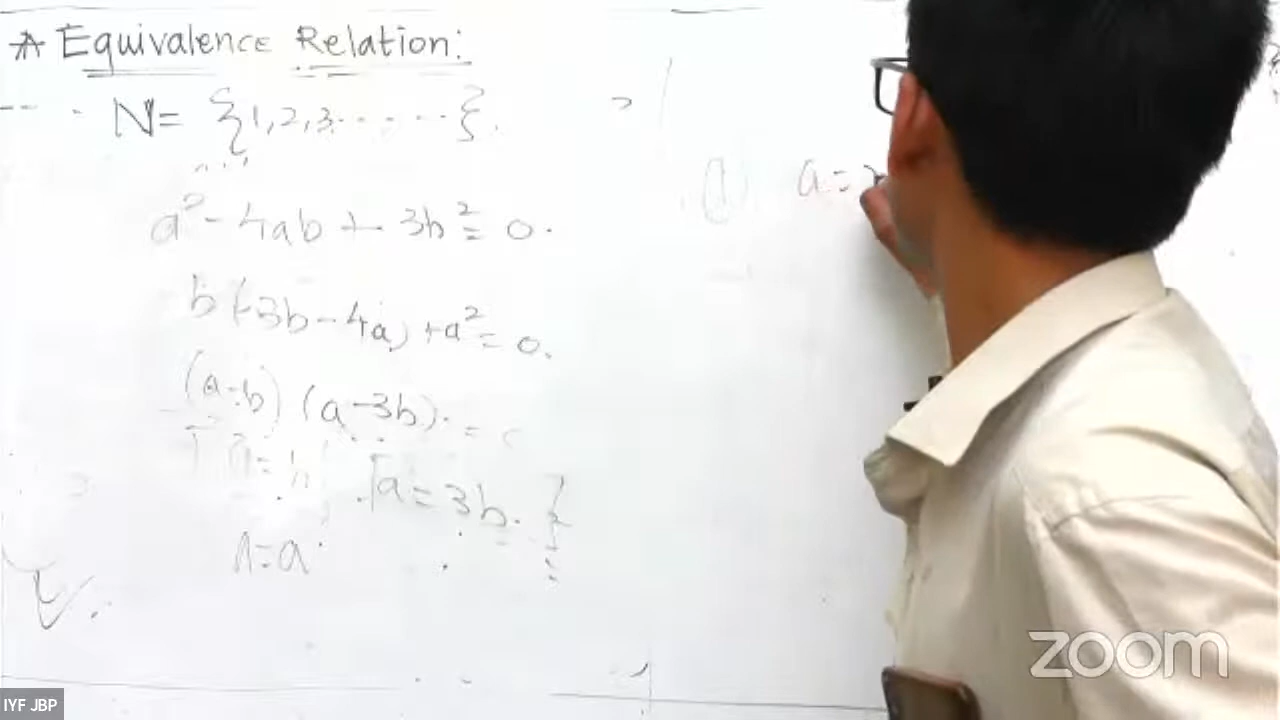 * Equivalence Relation:
N = {1, 2, 3.......}.
a² - 4ab + 3b² = 0.
b(3b - 4a) + a² = 0.
(a-b) (a-3b). =
a = b
a = 3b. }
a = a
a =
zoom
IYF JBP